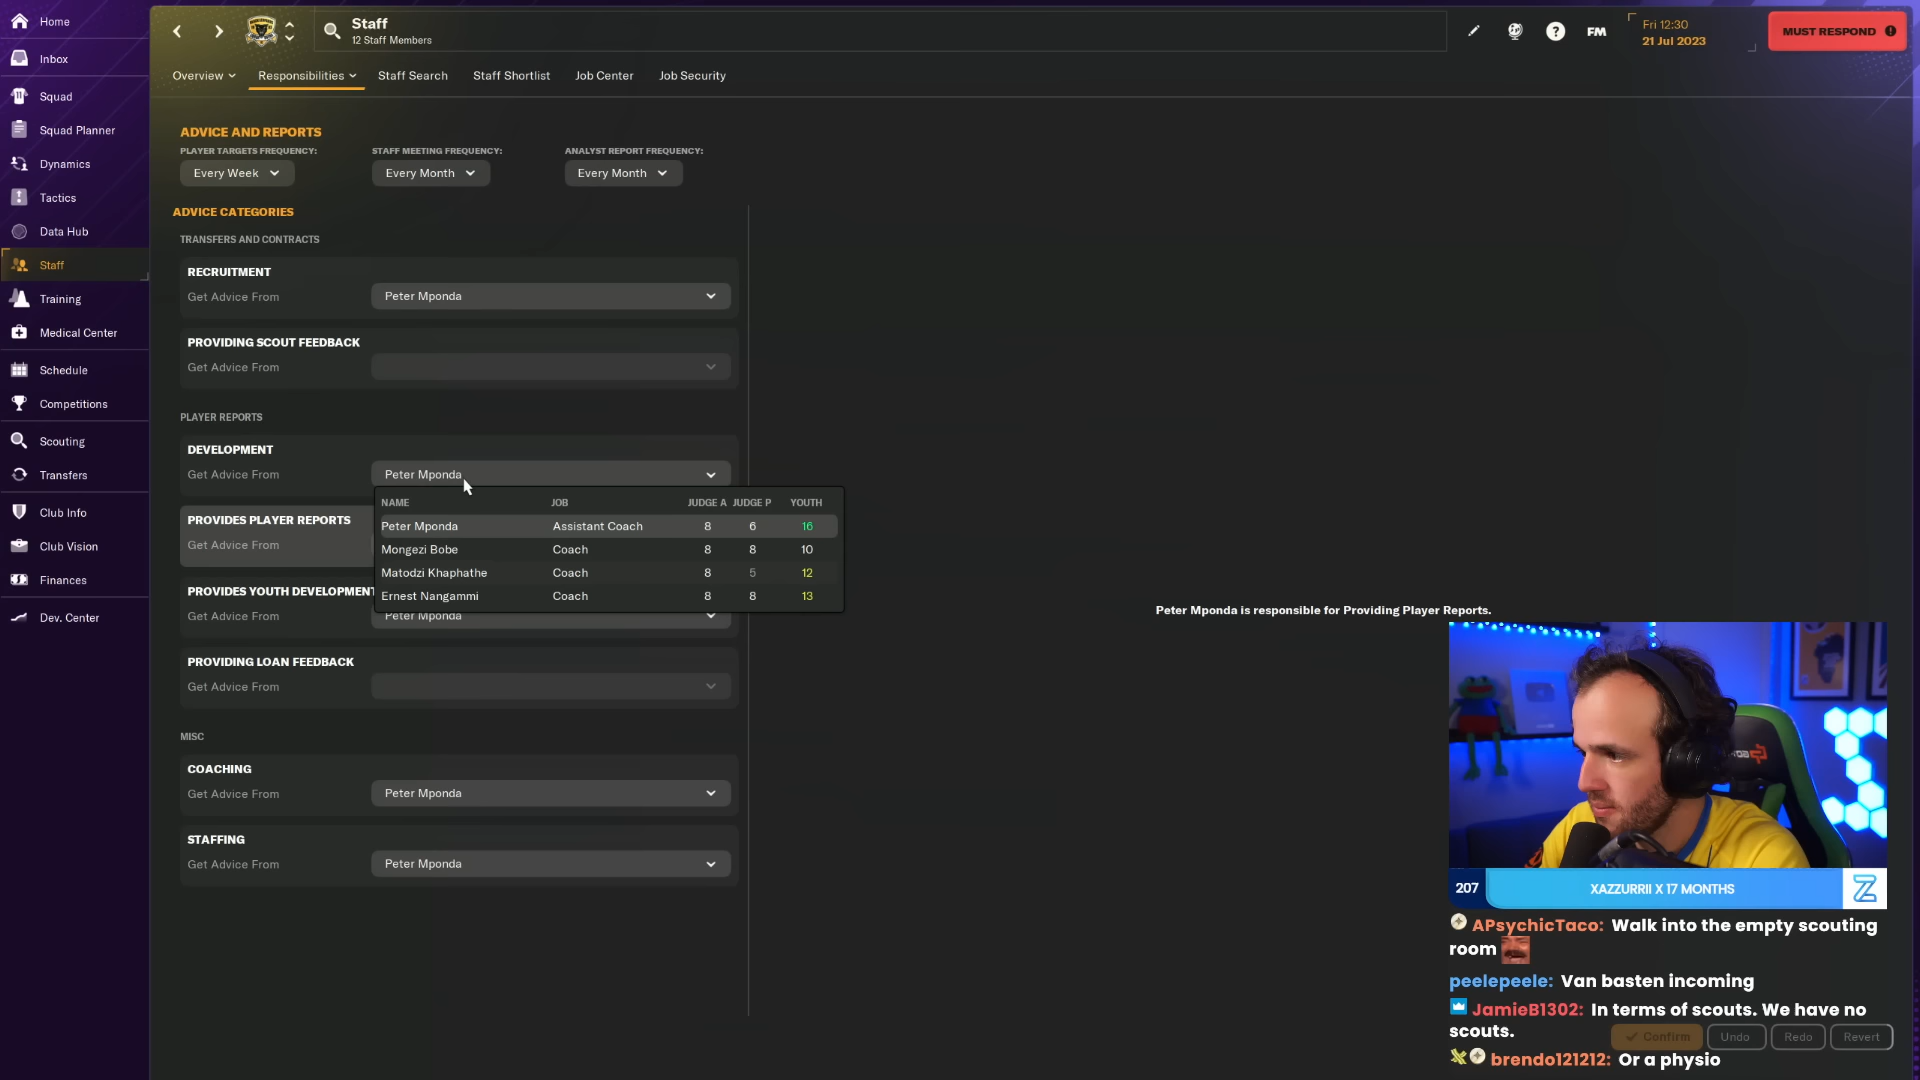 Home
Inbox
Squad
Squad Planner
Dynamics
Tactics
Data Hub
Staff
Training
Medical Center
Schedule
Competitions
Scouting
Transfers
Club Info
Club Vision
Finances
Dev. Center
Staff
12 Staff Members
FM
Fri 12:30
21 Jul 2023
MUST RESPOND
Overview Responsibilities Staff Search Staff Shortlist Job Center Job Security
ADVICE AND REPORTS
PLAYER TARGETS FREQUENCY: STAFF MEETING FREQUENCY: ANALYST REPORT FREQUENCY:
Every Week Every Month Every Month
ADVICE CATEGORIES
TRANSFERS AND CONTRACTS
RECRUITMENT
Get Advice From Peter Mponda
PROVIDING SCOUT FEEDBACK
Get Advice From
PLAYER REPORTS
DEVELOPMENT
Get Advice From Peter Mponda
NAME JOB JUDGE A JUDGE P YOUTH
Peter Mponda Assistant Coach 8 6 16
Mongezi Bobe Coach 8 8 10
Matodzi Khaphathe Coach 8 5 12
Ernest Nangammi Coach 8 8 13
PROVIDES PLAYER REPORTS
Get Advice From
PROVIDES YOUTH DEVELOPMENT
Get Advice From Peter Mponda
PROVIDING LOAN FEEDBACK
Get Advice From
MISC
COACHING
Get Advice From Peter Mponda
STAFFING
Get Advice From Peter Mponda
Peter Mponda is responsible for Providing Player Reports.
207 XAZZURRII X 17 MONTHS Z
APsychicTaco: Walk into the empty scouting
room
peelepeele: Van basten incoming
JamieB1302: In terms of scouts. We have no
scouts.
Confirm Undo Redo Revert
brendo121212: Or a physio